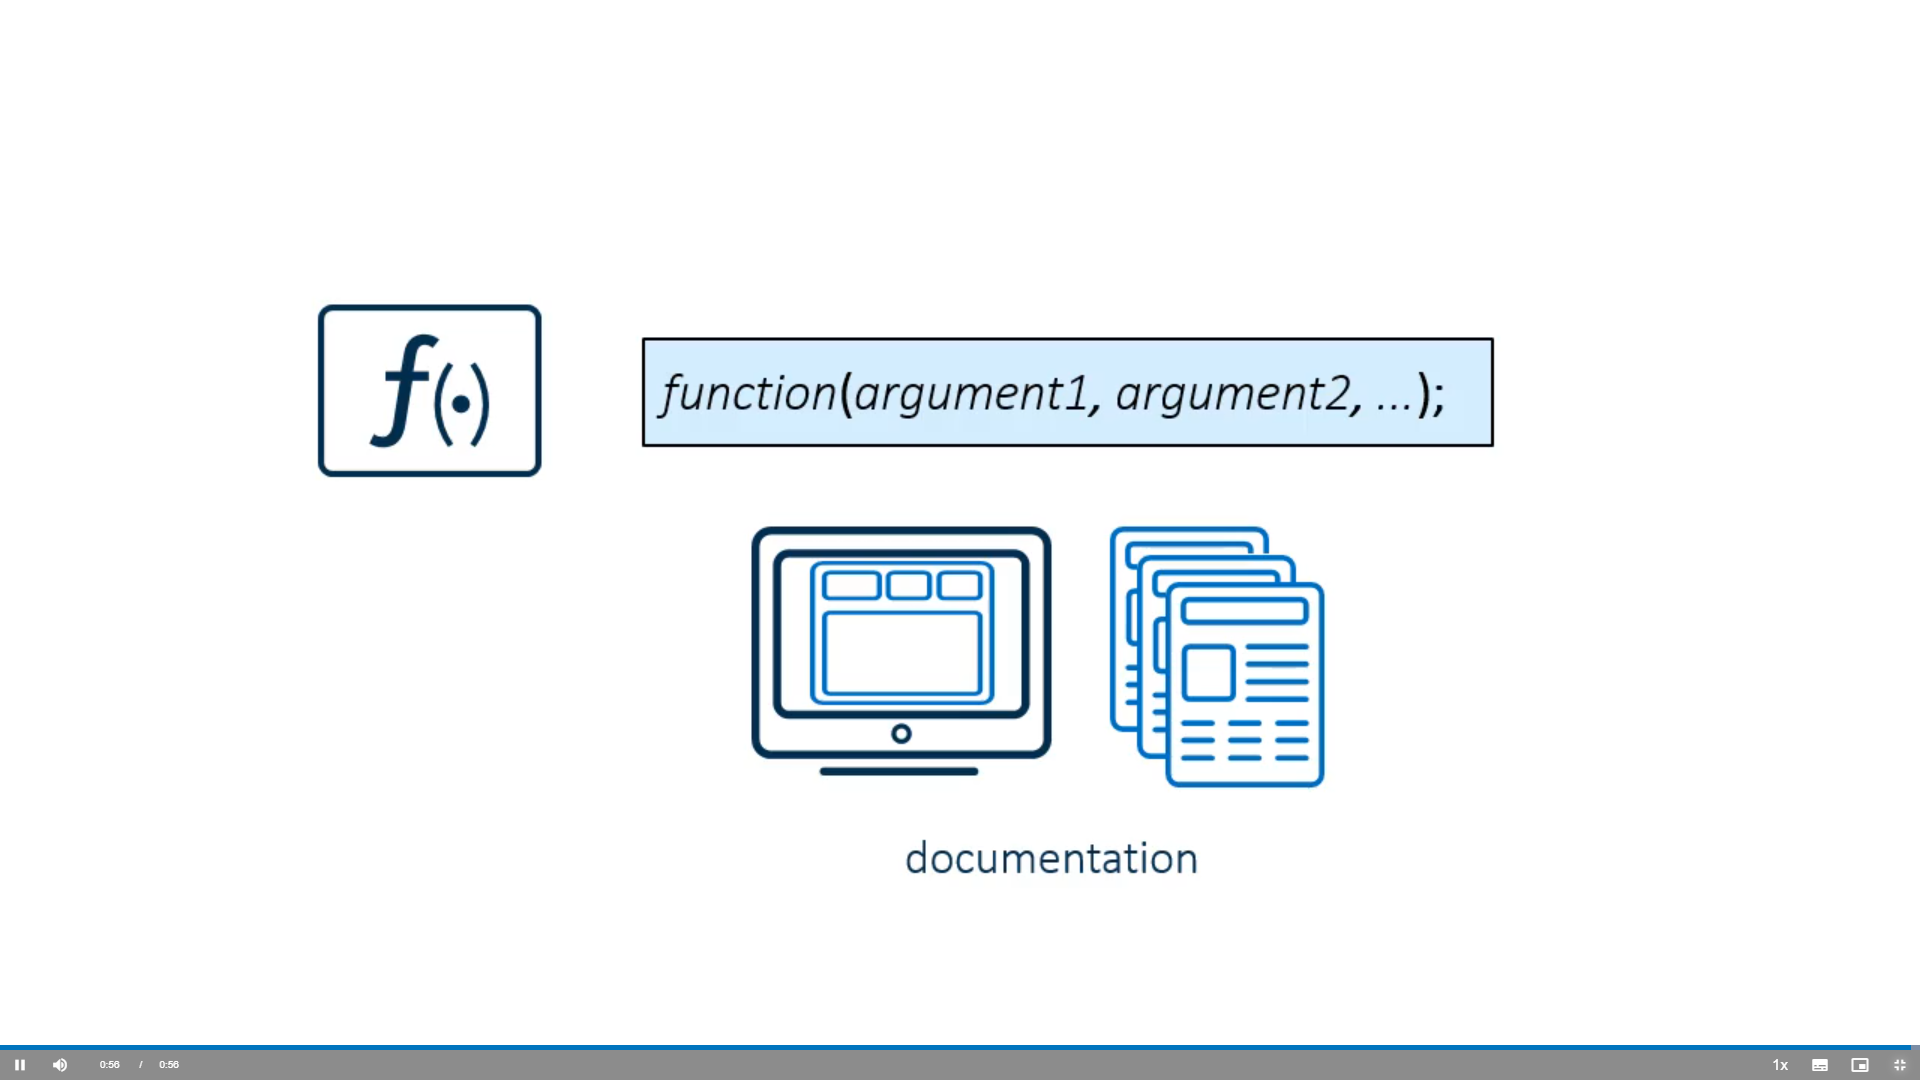 f(·)
function(argument1, argument2, ...);
documentation
0:56 / 0:56
1x